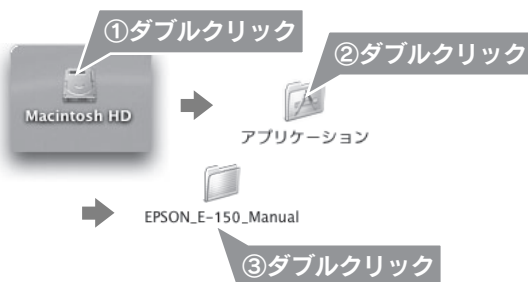 ①ダブルクリック
②ダブルクリック
Macintosh HD
アプリケーション
EPSON_E-150_Manual
③ダブルクリック